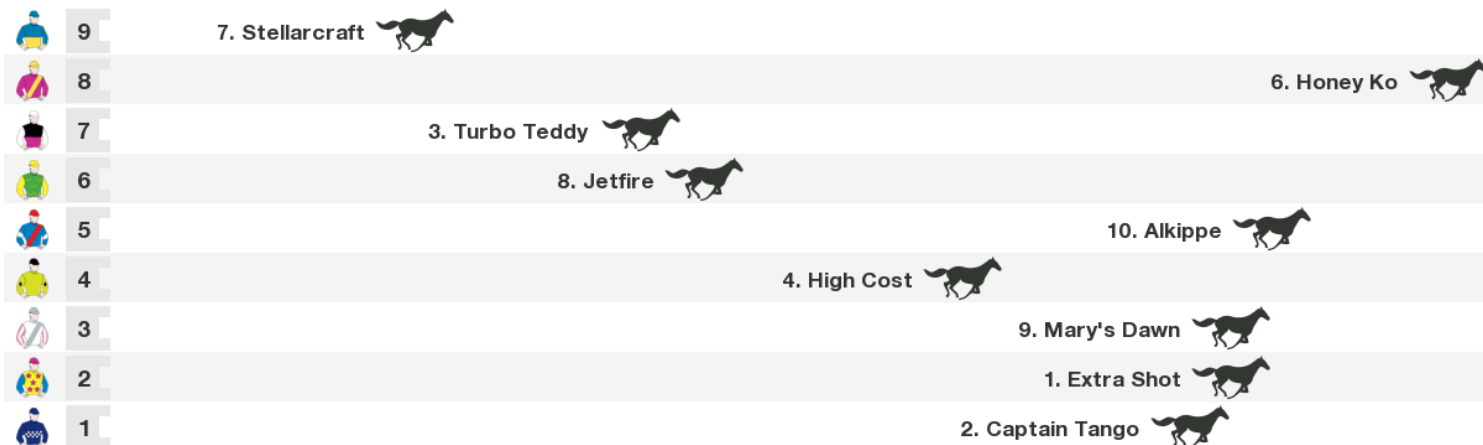 9 7. Stellarcraft
8 6. Honey Ko
7 3. Turbo Teddy
6 8. Jetfire
5 10. Alkippe
4 4. High Cost
3 9. Mary's Dawn
2 1. Extra Shot
1 2. Captain Tango